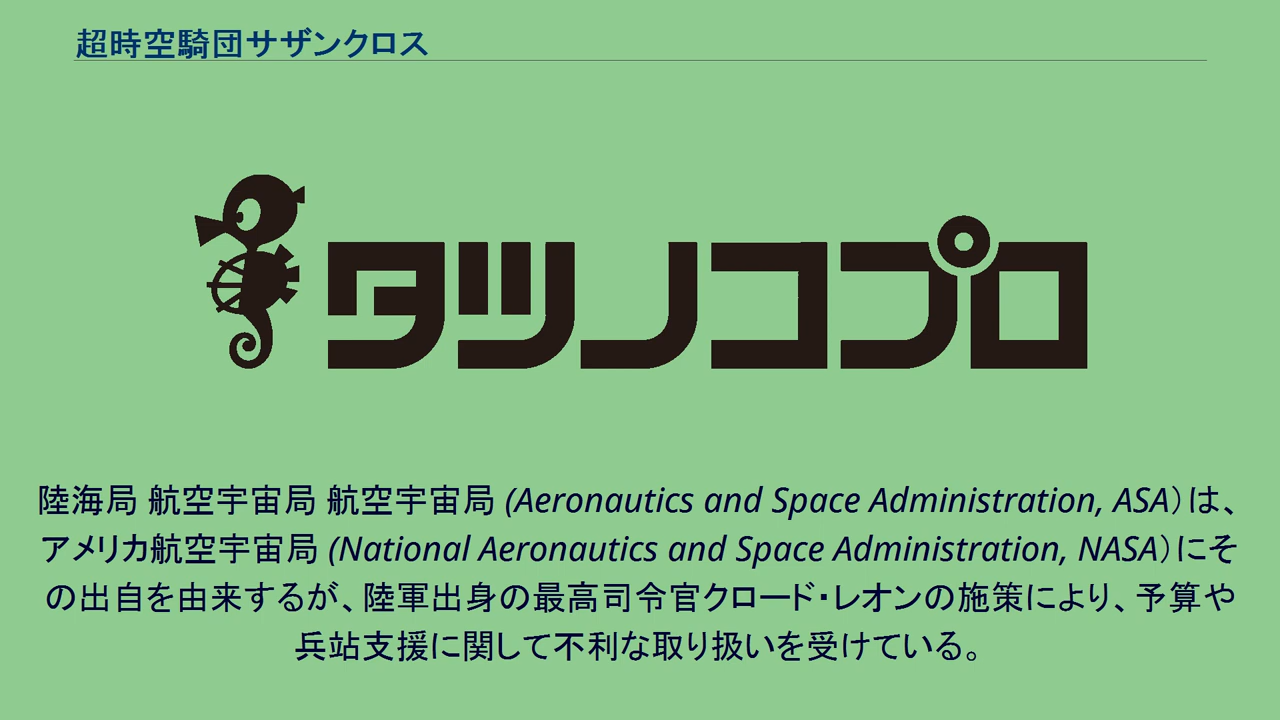 超時空騎団サザンクロス
タツノコプロ
陸海局 航空宇宙局 航空宇宙局 (Aeronautics and Space Administration, ASA）は、
アメリカ航空宇宙局 (National Aeronautics and Space Administration, NASA）にそ
の出自を由来するが、陸軍出身の最高司令官クロード・レオンの施策により、予算や
兵站支援に関して不利な取り扱いを受けている。